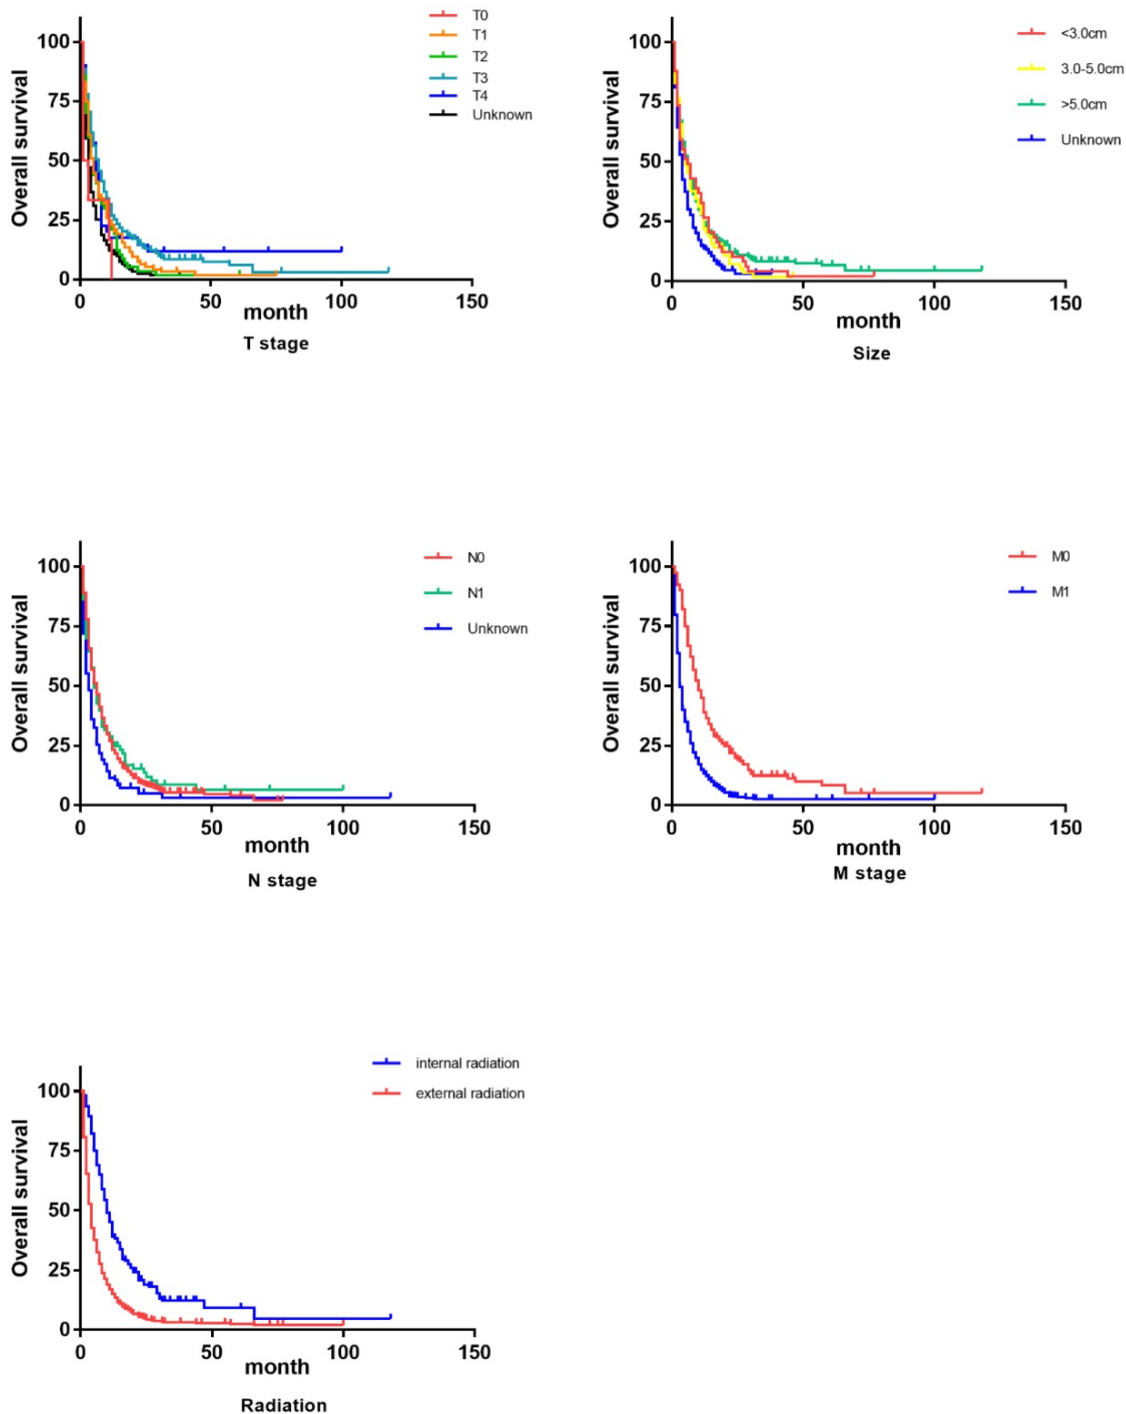 T0
T1
T2
T3
T4
Unknown
Overall survival
100
75
50
25
0
0 50 100 150
month
T stage
<3.0cm
3.0-5.0cm
>5.0cm
Unknown
Overall survival
100
75
50
25
0
0 50 100 150
month
Size
N0
N1
Unknown
Overall survival
100
75
50
25
0
0 50 100 150
month
N stage
M0
M1
Overall survival
100
75
50
25
0
0 50 100 150
month
M stage
internal radiation
external radiation
Overall survival
100
75
50
25
0
0 50 100 150
month
Radiation